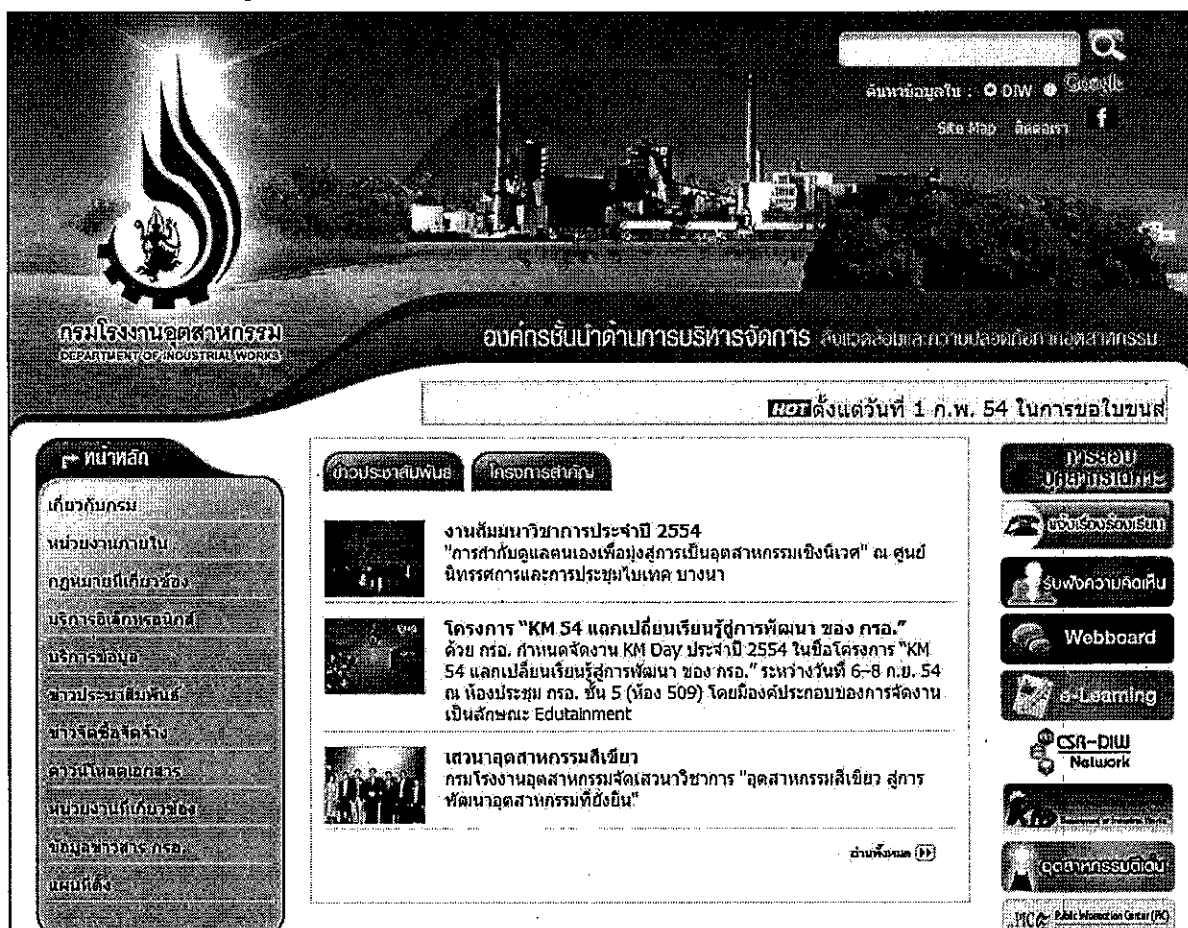 ค้นหาข้อมูลใน : DIW Google
Site Map ติดต่อเรา
f
กรมโรงงานอุตสาหกรรม
DEPARTMENT OF INDUSTRIAL WORKS
องค์กรชั้นนำด้านการบริหารจัดการ สิ่งแวดล้อมและความปลอดภัยภาคอุตสาหกรรม
HOT ตั้งแต่วันที่ 1 ก.พ. 54 ในการขอใบขนส
หน้าหลัก
เกี่ยวกับกรม
หน่วยงานภายใน
กฎหมายที่เกี่ยวข้อง
บริการอิเล็กทรอนิกส์
บริการข้อมูล
ข่าวประชาสัมพันธ์
ข่าวจัดซื้อจัดจ้าง
ดาวน์โหลดเอกสาร
หน่วยงานที่เกี่ยวข้อง
ข้อมูลข่าวสาร กรอ.
แผนที่ตั้ง
ข่าวประชาสัมพันธ์ โครงการสำคัญ
งานสัมมนาวิชาการประจำปี 2554
"การกำกับดูแลตนเองเพื่อมุ่งสู่การเป็นอุตสาหกรรมเชิงนิเวศ" ณ ศูนย์
นิทรรศการและการประชุมไบเทค บางนา
โครงการ "KM 54 แลกเปลี่ยนเรียนรู้สู่การพัฒนา ของ กรอ."
ด้วย กรอ. กำหนดจัดงาน KM Day ประจำปี 2554 ในชื่อโครงการ "KM
54 แลกเปลี่ยนเรียนรู้สู่การพัฒนา ของ กรอ." ระหว่างวันที่ 6-8 ก.ย. 54
ณ ห้องประชุม กรอ. ชั้น 5 (ห้อง 509) โดยมีองค์ประกอบของการจัดงาน
เป็นลักษณะ Edutainment
เสวนาอุตสาหกรรมสีเขียว
กรมโรงงานอุตสาหกรรมจัดเสวนาวิชาการ "อุตสาหกรรมสีเขียว สู่การ
พัฒนาอุตสาหกรรมที่ยั่งยืน"
อ่านทั้งหมด
การสอบ
บุคลากรเฉพาะ
แจ้งเรื่องร้องเรียน
รับฟังความคิดเห็น
Webboard
e-Learning
CSR-DIW
Network
อุตสาหกรรมดีเด่น
PIC Public Information Center (PIC)